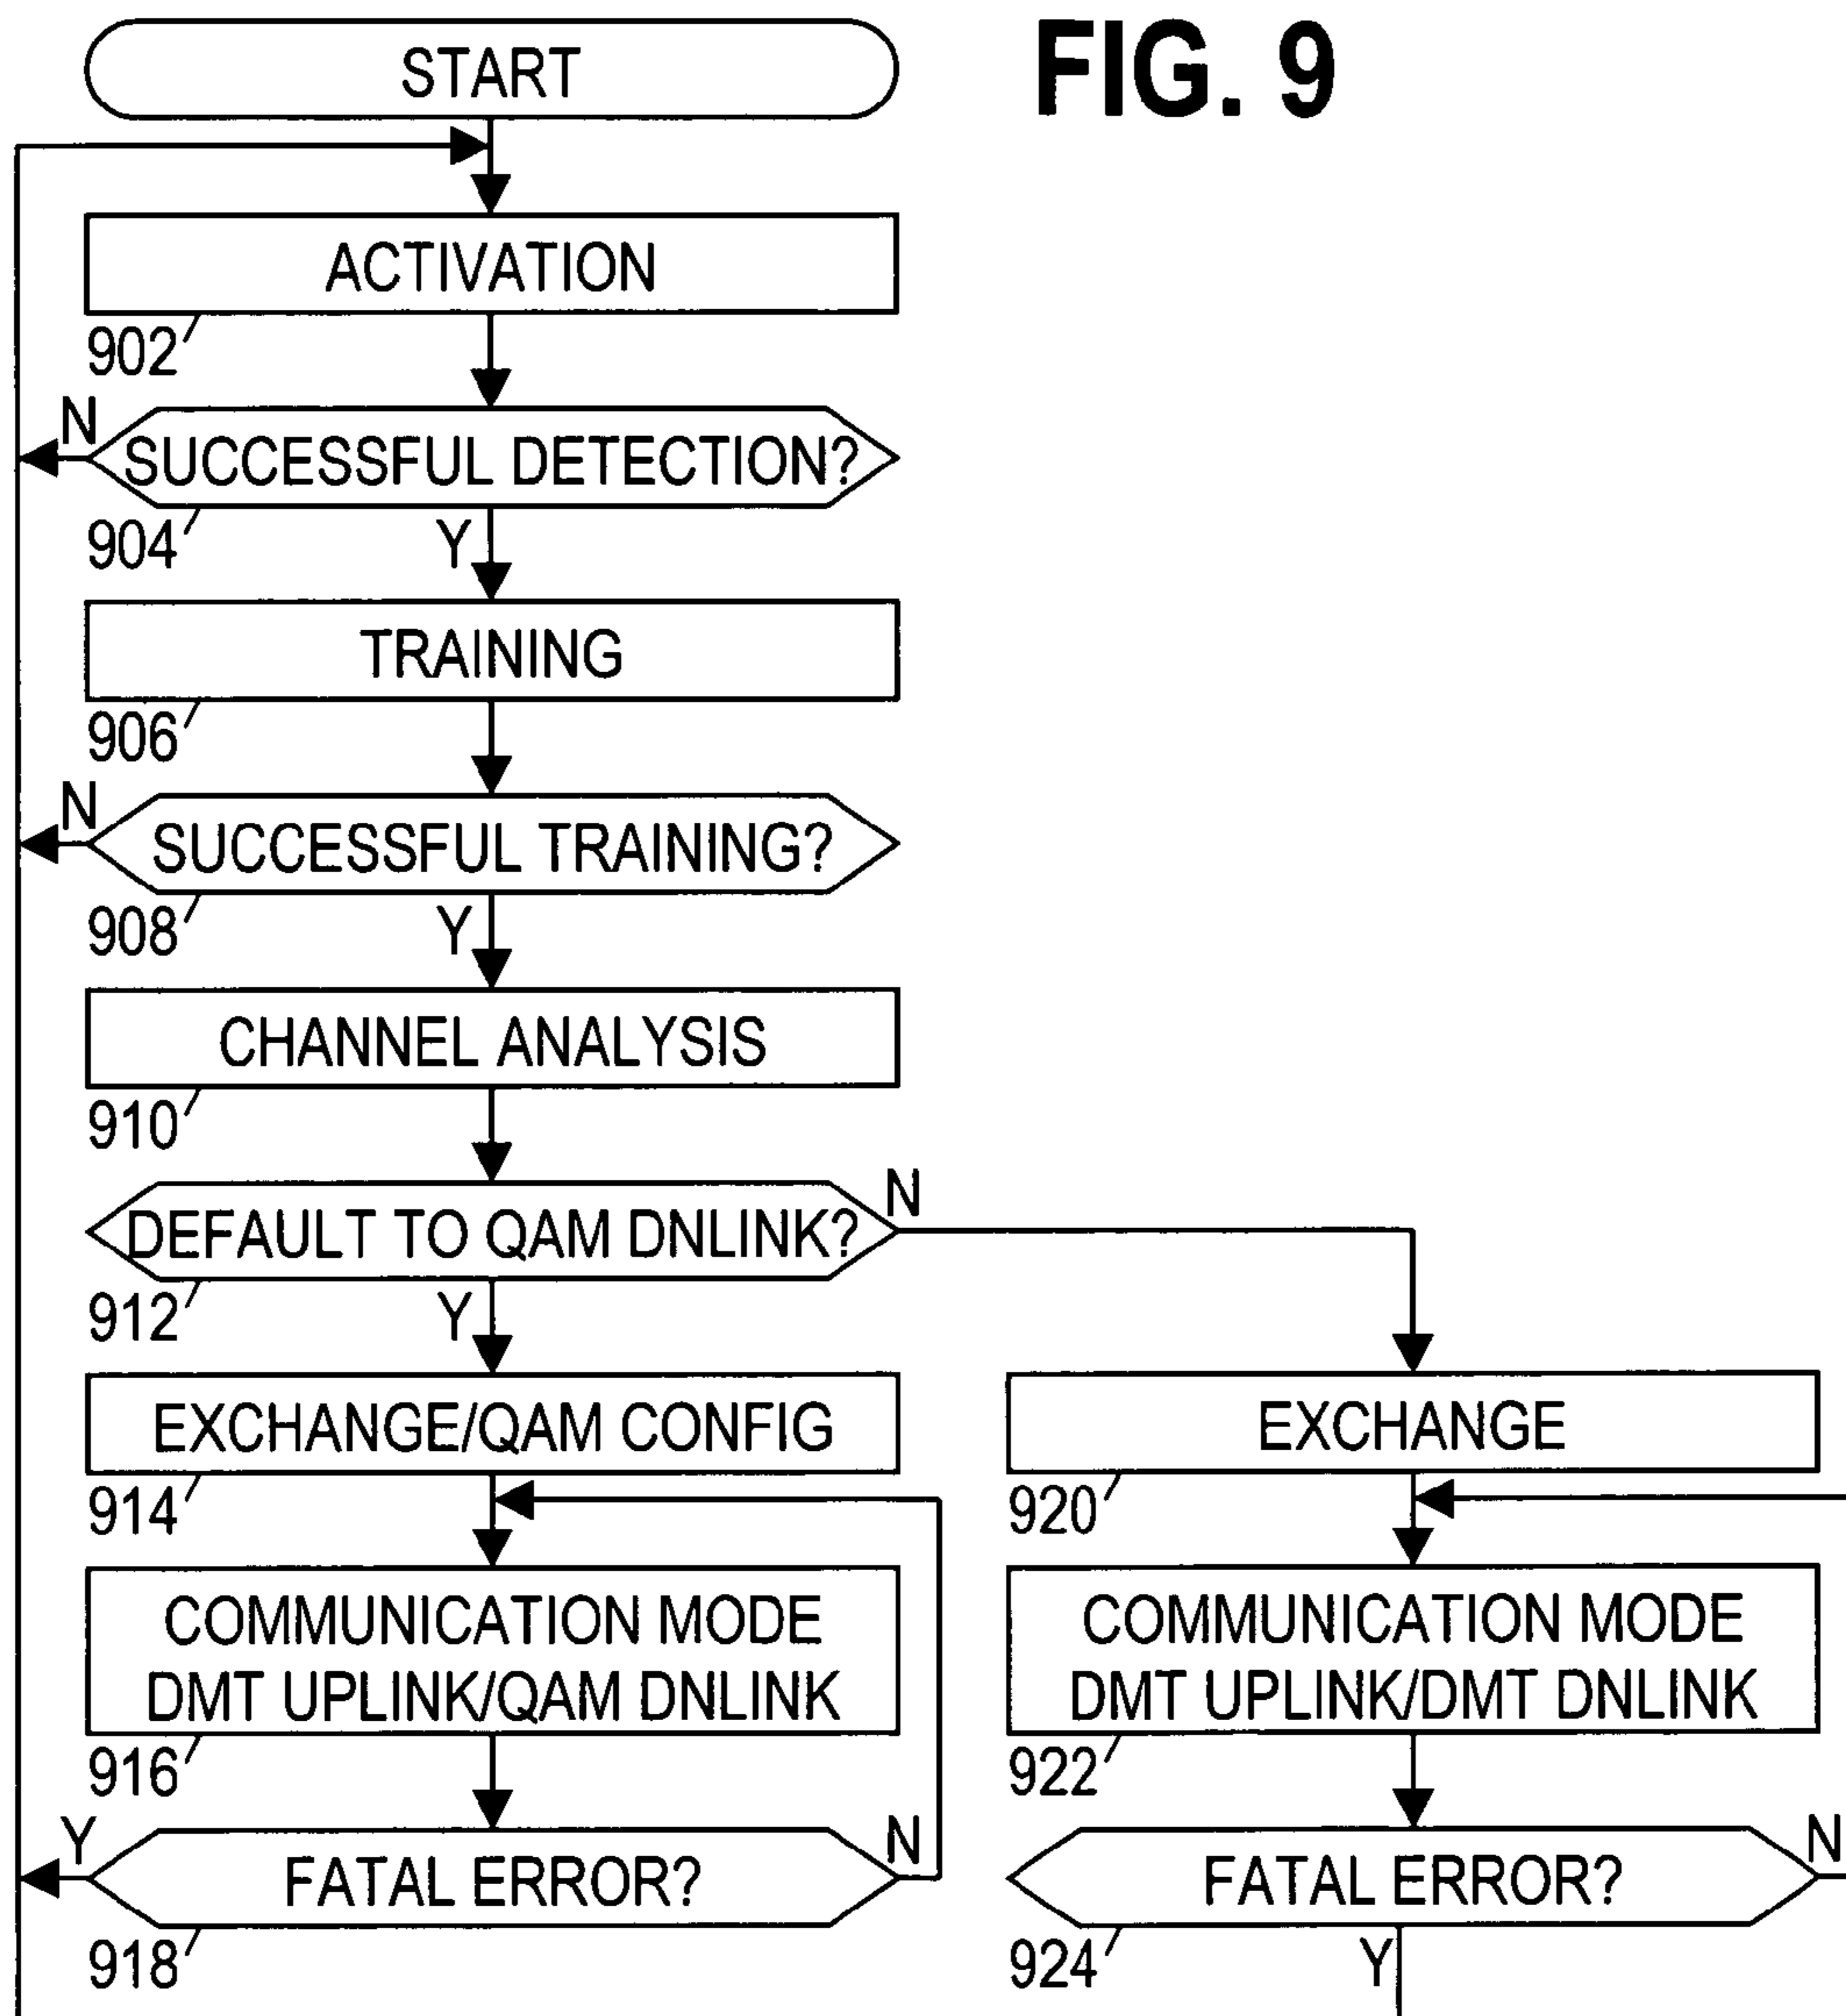 FIG. 9
START
ACTIVATION
902
N
SUCCESSFUL DETECTION?
904
Y
TRAINING
906
N
SUCCESSFUL TRAINING?
908
Y
CHANNEL ANALYSIS
910
DEFAULT TO QAM DNLINK?
N
912
Y
EXCHANGE/QAM CONFIG
914
COMMUNICATION MODE
DMT UPLINK/QAM DNLINK
916
Y
FATAL ERROR?
N
918
EXCHANGE
920
COMMUNICATION MODE
DMT UPLINK/DMT DNLINK
922
FATAL ERROR?
N
924
Y